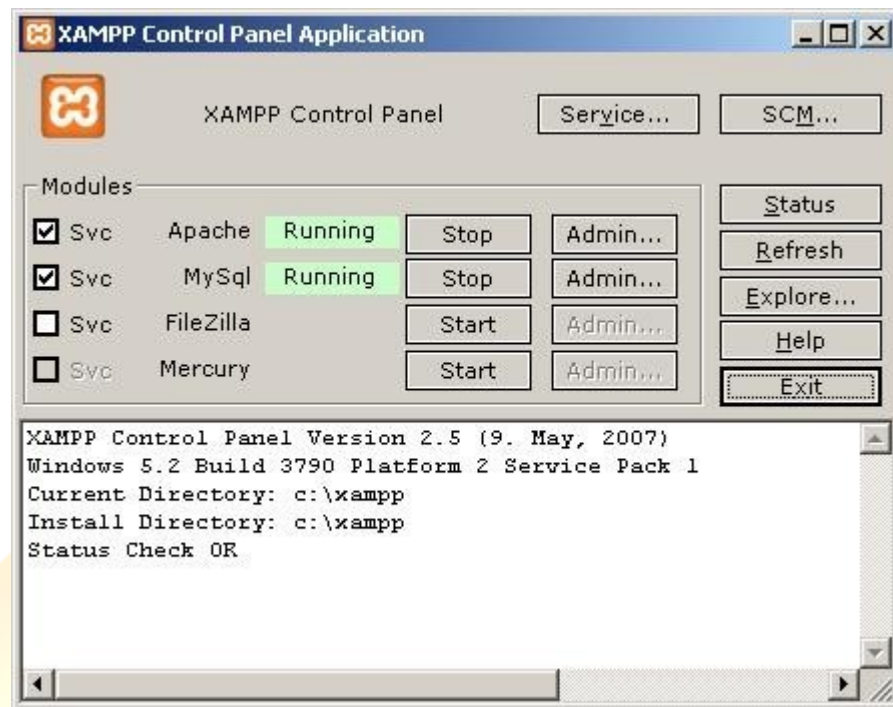 XAMPP Control Panel Application
XAMPP Control Panel
Service...
SCM...
Modules
Svc Apache Running Stop Admin...
Svc MySql Running Stop Admin...
Svc FileZilla Start Admin...
Svc Mercury Start Admin...
Status
Refresh
Explore...
Help
Exit
XAMPP Control Panel Version 2.5 (9. May, 2007)
Windows 5.2 Build 3790 Platform 2 Service Pack 1
Current Directory: c:\xampp
Install Directory: c:\xampp
Status Check OK